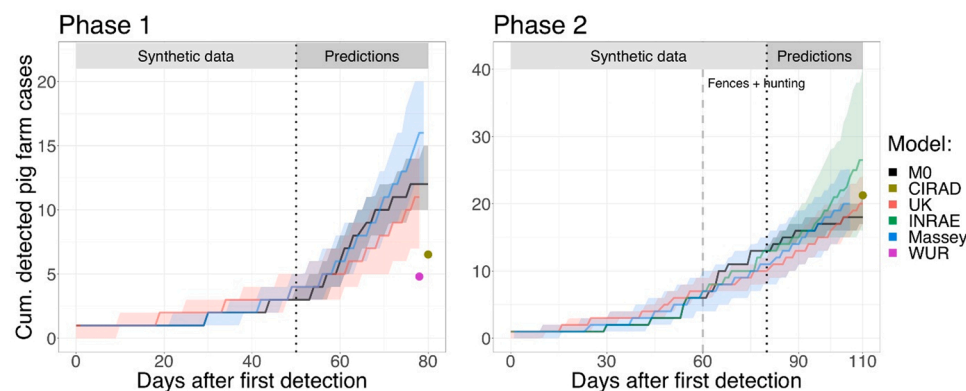 Phase 1
Synthetic data Predictions
Cum. detected pig farm cases
20
15
10
5
0
0 20 40 60 80
Days after first detection
Phase 2
Synthetic data Predictions
Fences + hunting
40
30
20
10
0
0 30 60 90 110
Days after first detection
Model:
M0
CIRAD
UK
INRAE
Massey
WUR